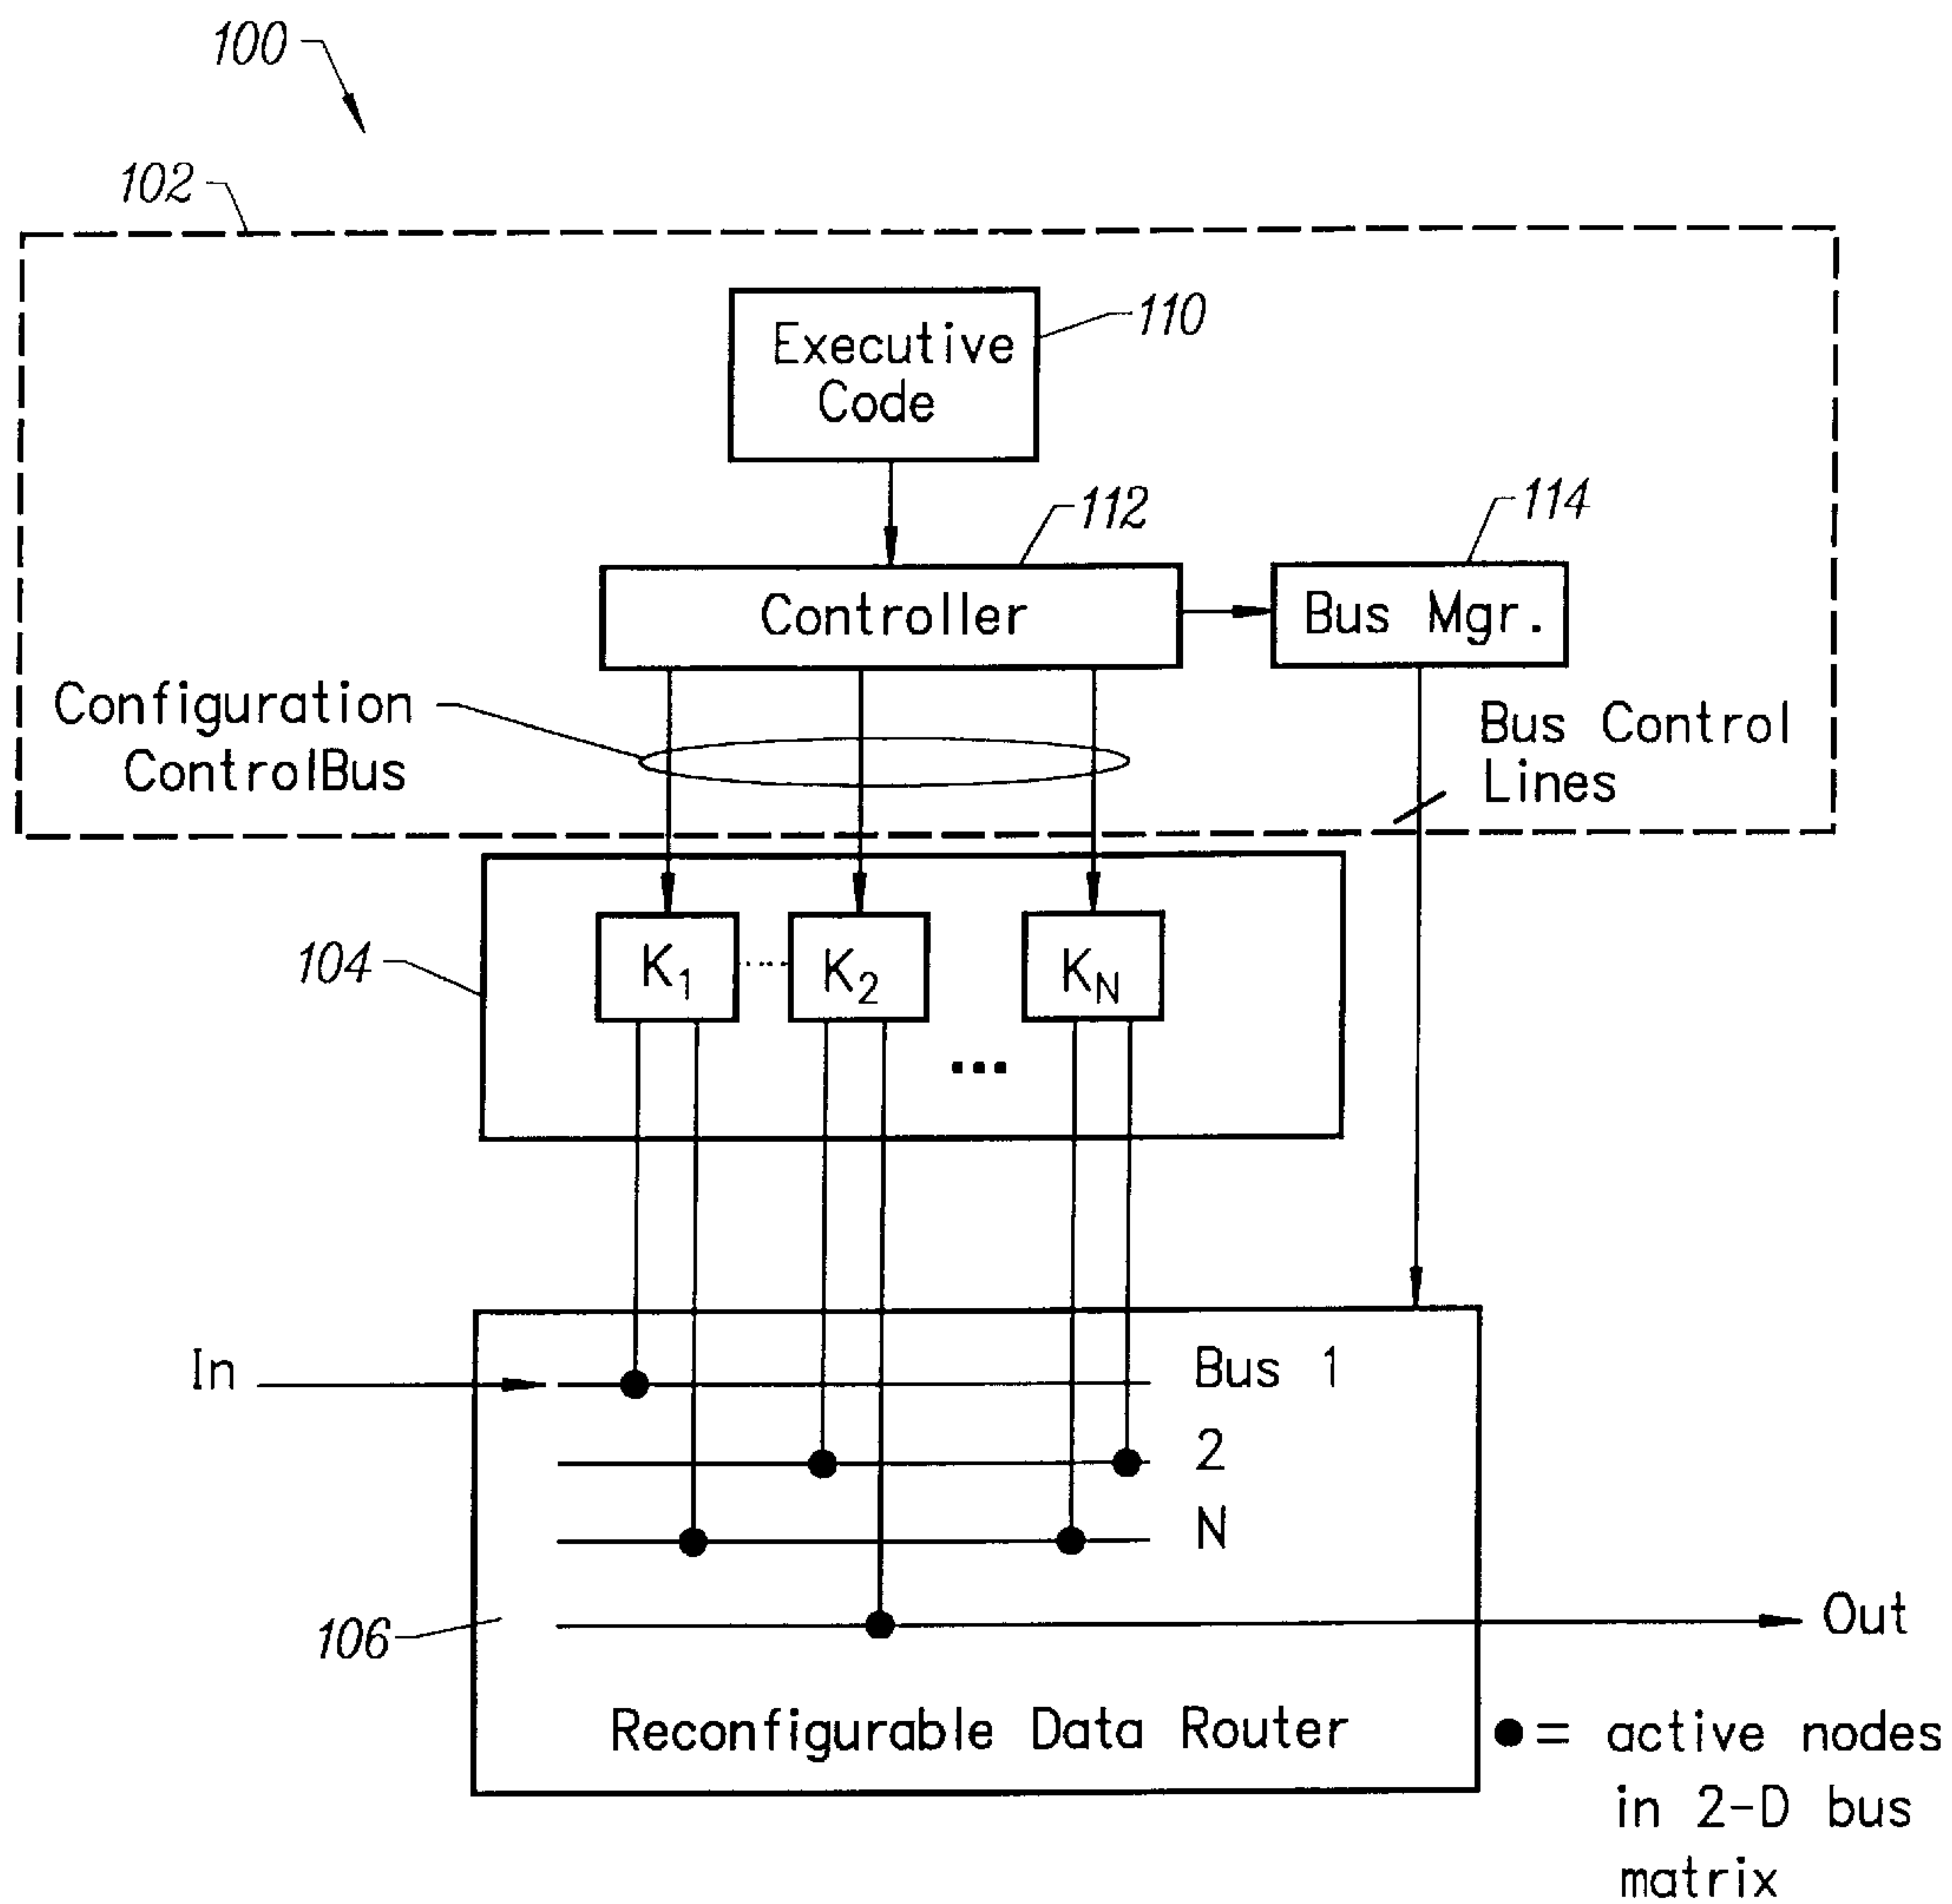 100
102
Executive
Code
110
112
114
Controller
Bus Mgr.
Configuration
ControlBus
Bus Control
Lines
104
K1
K2
KN
...
In
Bus 1
2
N
106
Out
Reconfigurable Data Router
= active nodes
in 2-D bus
matrix